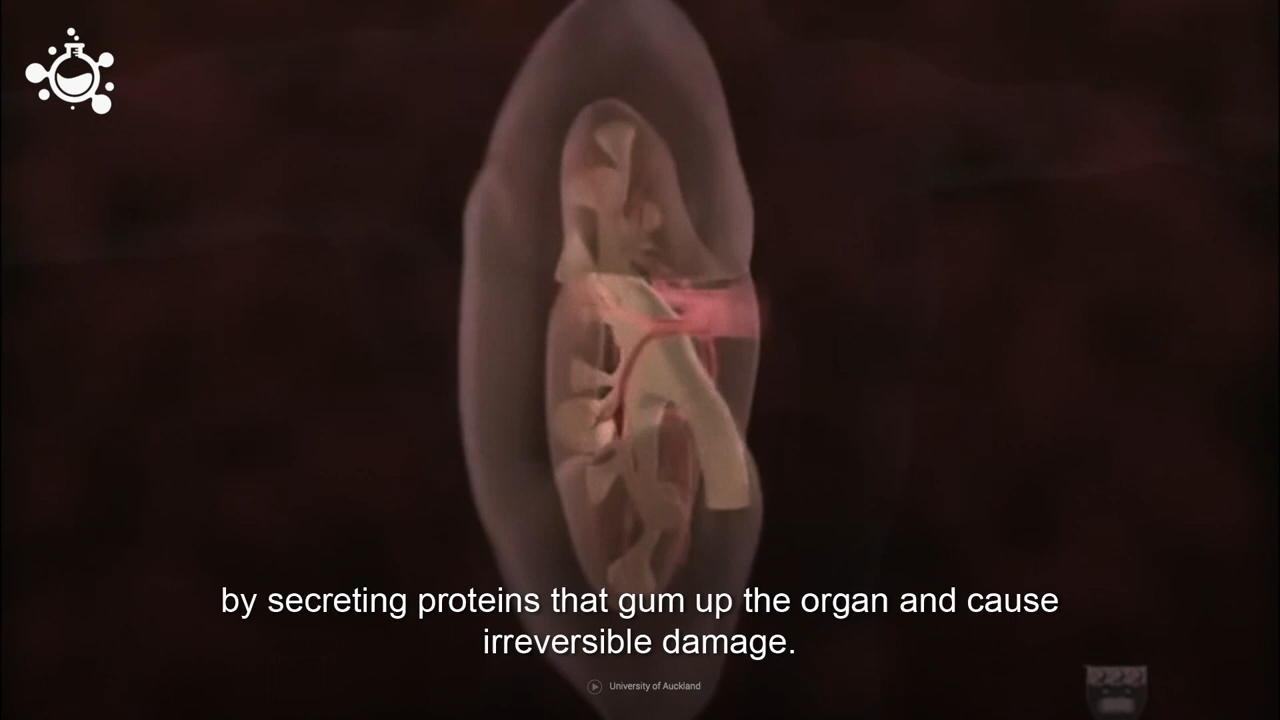 by secreting proteins that gum up the organ and cause
irreversible damage.
University of Auckland